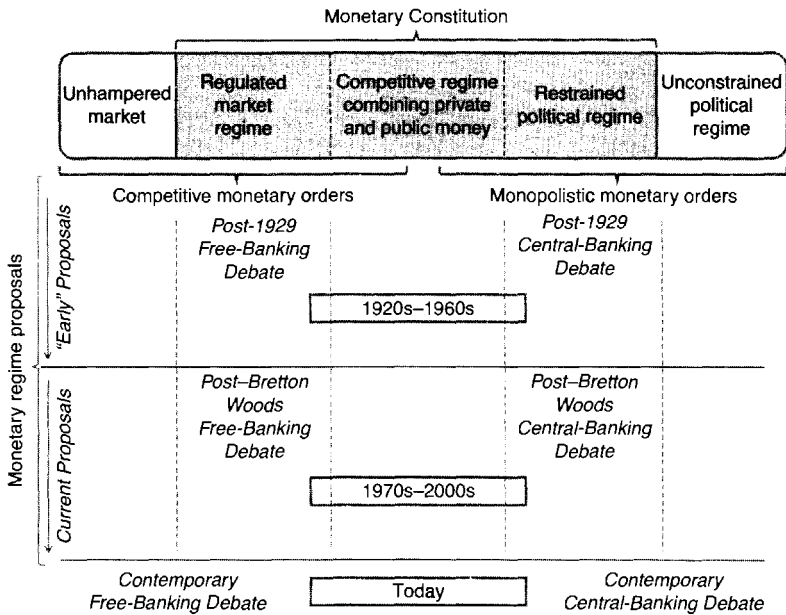 Monetary Constitution
Unhampered
market
Regulated
market
regime
Competitive regime
combining private
and public money
Restrained
political regime
Unconstrained
political
regime
Competitive monetary orders
Monopolistic monetary orders
Monetary regime proposals
"Early" Proposals
Post-1929
Free-Banking
Debate
Post-1929
Central-Banking
Debate
1920s–1960s
Current Proposals
Post–Bretton
Woods
Free-Banking
Debate
Post–Bretton
Woods
Central-Banking
Debate
1970s–2000s
Contemporary
Free-Banking Debate
Today
Contemporary
Central-Banking Debate